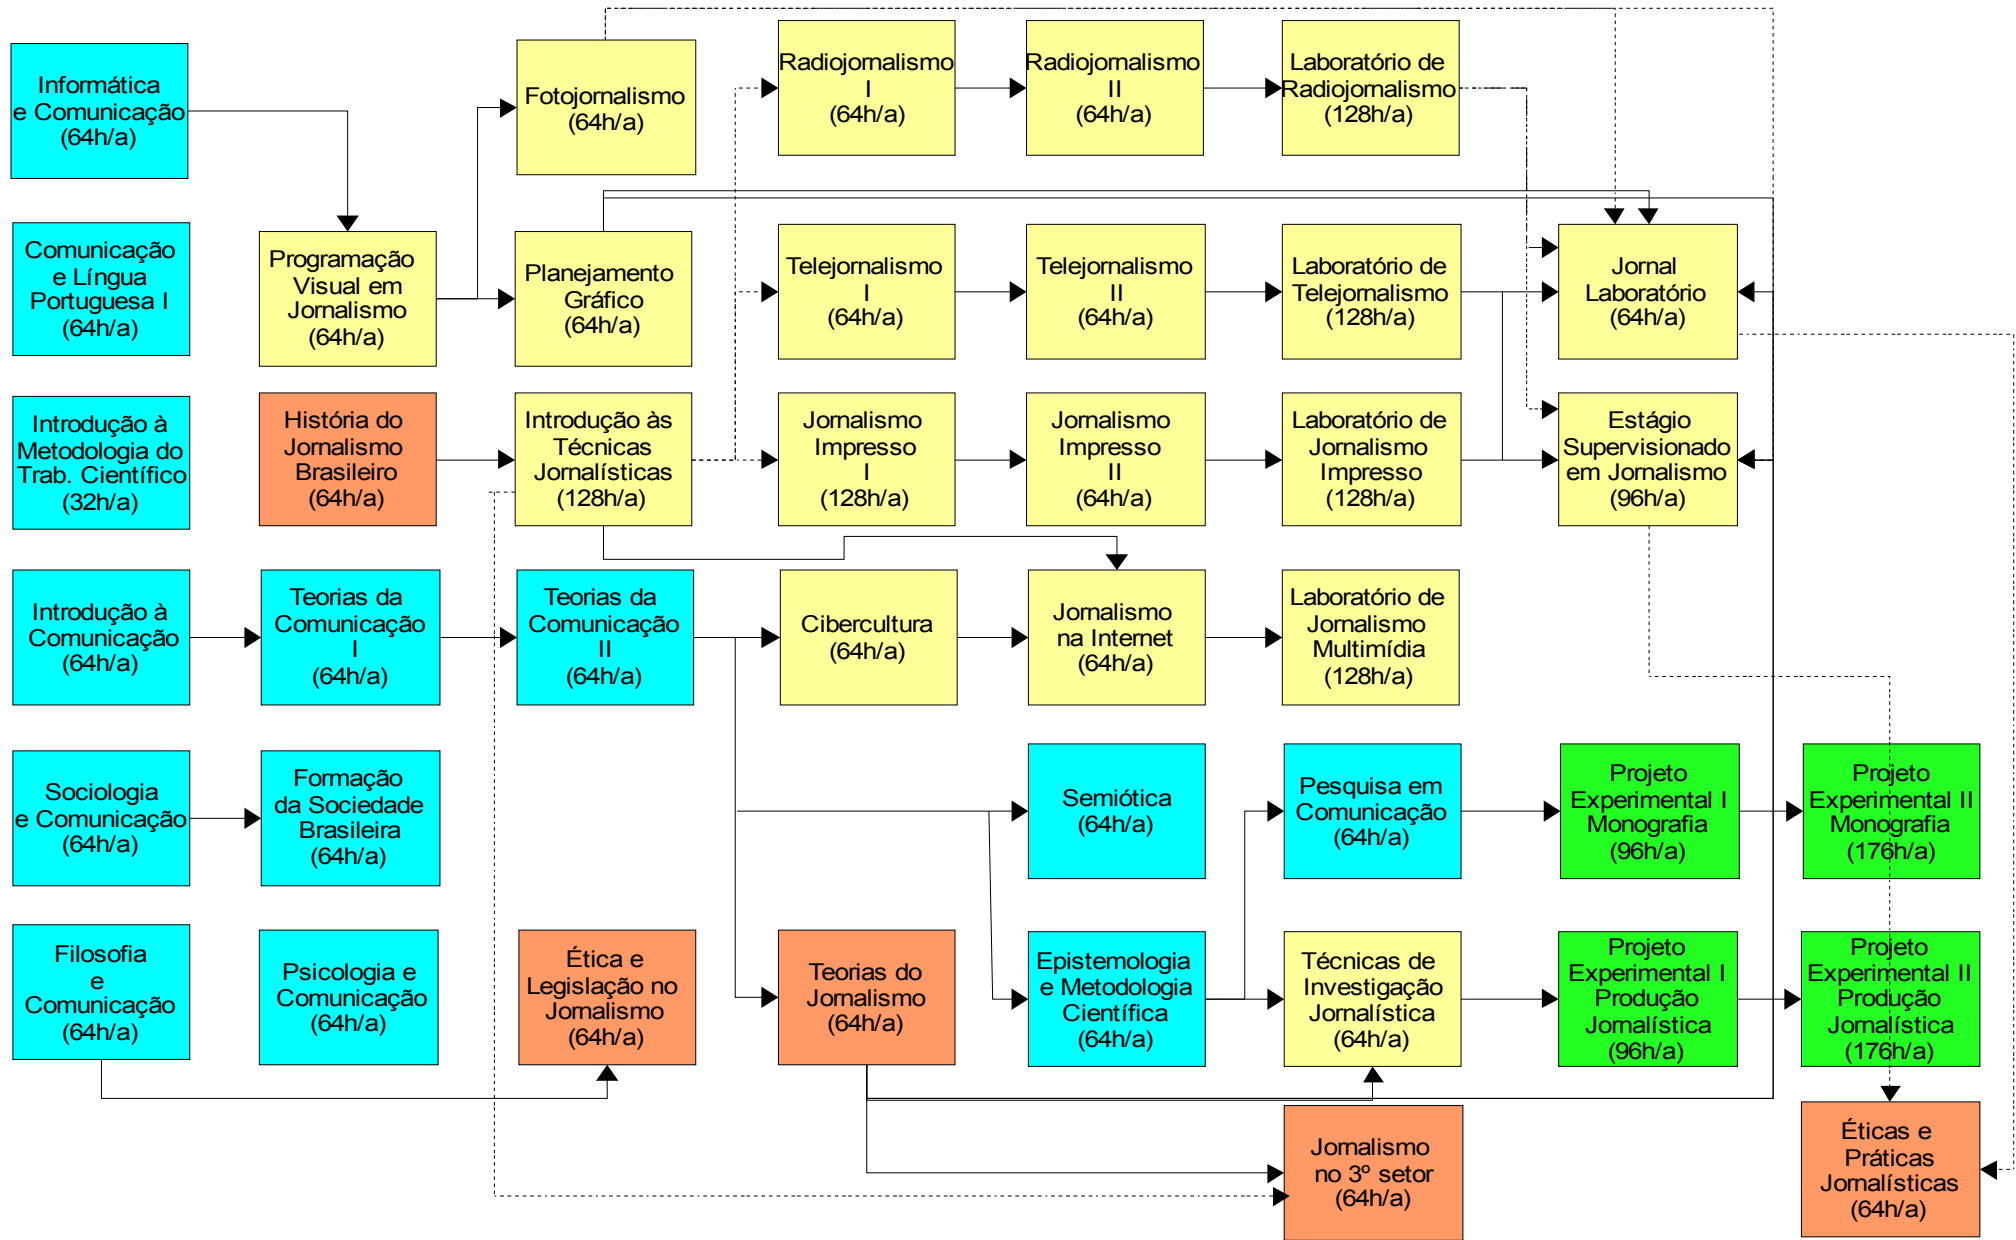 Informática
e Comunicação
(64h/a)
Fotojornalismo
(64h/a)
Radiojornalismo
I
(64h/a)
Radiojornalismo
II
(64h/a)
Laboratório de
Radiojornalismo
(128h/a)
Comunicação
e Língua
Portuguesa I
(64h/a)
Programação
Visual em
Jornalismo
(64h/a)
Planejamento
Gráfico
(64h/a)
Telejornalismo
I
(64h/a)
Telejornalismo
II
(64h/a)
Laboratório de
Telejornalismo
(128h/a)
Jornal
Laboratório
(64h/a)
Introdução à
Metodologia do
Trab. Científico
(32h/a)
História do
Jornalismo
Brasileiro
(64h/a)
Introdução às
Técnicas
Jornalísticas
(128h/a)
Jornalismo
Impresso
I
(128h/a)
Jornalismo
Impresso
II
(64h/a)
Laboratório de
Jornalismo
Impresso
(128h/a)
Estágio
Supervisionado
em Jornalismo
(96h/a)
Introdução à
Comunicação
(64h/a)
Teorias da
Comunicação
I
(64h/a)
Teorias da
Comunicação
II
(64h/a)
Cibercultura
(64h/a)
Jornalismo
na Internet
(64h/a)
Laboratório de
Jornalismo
Multimídia
(128h/a)
Sociologia
e Comunicação
(64h/a)
Formação
da Sociedade
Brasileira
(64h/a)
Semiótica
(64h/a)
Pesquisa em
Comunicação
(64h/a)
Projeto
Experimental I
Monografia
(96h/a)
Projeto
Experimental II
Monografia
(176h/a)
Filosofia
e
Comunicação
(64h/a)
Psicologia e
Comunicação
(64h/a)
Ética e
Legislação no
Jornalismo
(64h/a)
Teorias do
Jornalismo
(64h/a)
Epistemologia
e Metodologia
Científica
(64h/a)
Técnicas de
Investigação
Jornalística
(64h/a)
Projeto
Experimental I
Produção
Jornalística
(96h/a)
Projeto
Experimental II
Produção
Jornalística
(176h/a)
Jornalismo
no 3º setor
(64h/a)
Éticas e
Práticas
Jornalísticas
(64h/a)